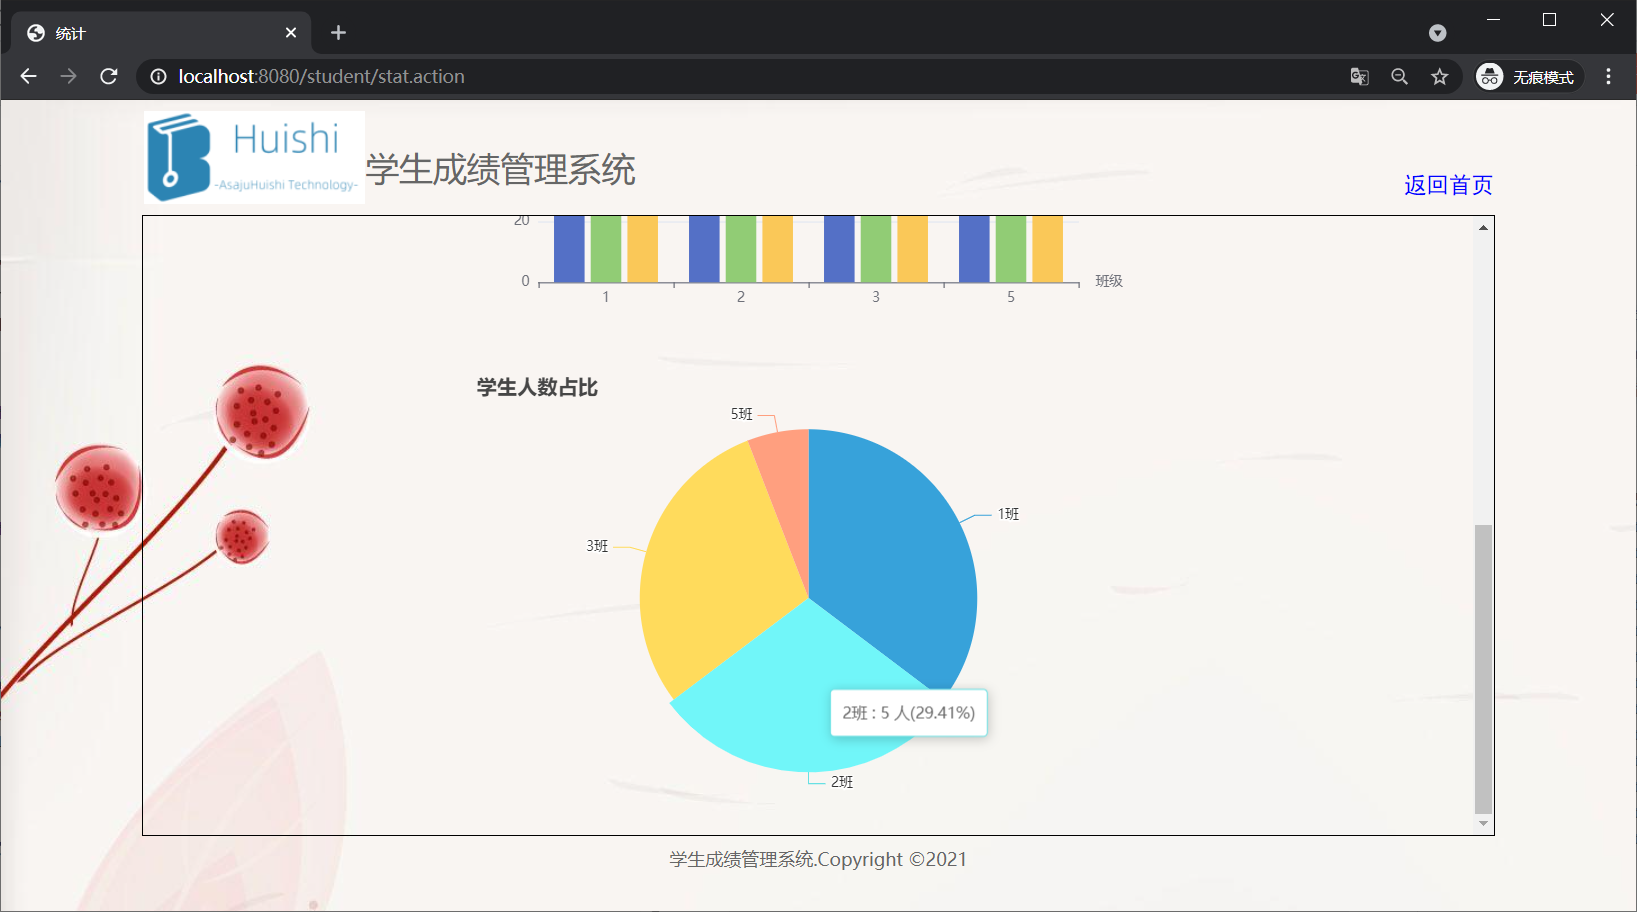 统计
localhost:8080/student/stat.action
无痕模式
Huishi
-AsajuHuishi Technology-
学生成绩管理系统
返回首页
20
0
1
2
3
5
班级
学生人数占比
5班
1班
3班
2班 : 5 人(29.41%)
2班
学生成绩管理系统.Copyright ©2021